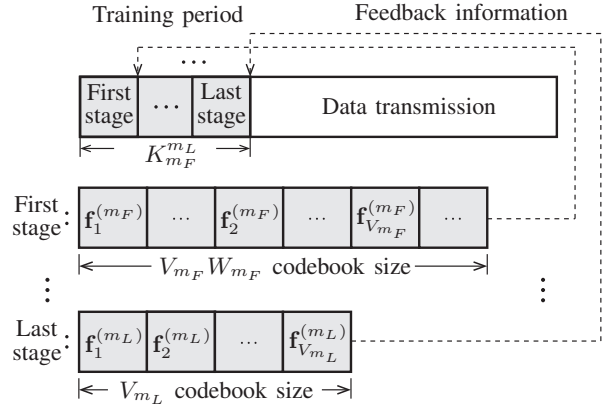 Training period
Feedback information
...
First
stage
...
Last
stage
Data transmission
K_{m_F}^{m_L}
First
stage
:
f_1^{(m_F)}
...
f_2^{(m_F)}
...
f_{V_{m_F}}^{(m_F)}
...
V_{m_F} W_{m_F} codebook size
⋮
⋮
Last
stage
:
f_1^{(m_L)}
f_2^{(m_L)}
...
f_{V_{m_L}}^{(m_L)}
V_{m_L} codebook size